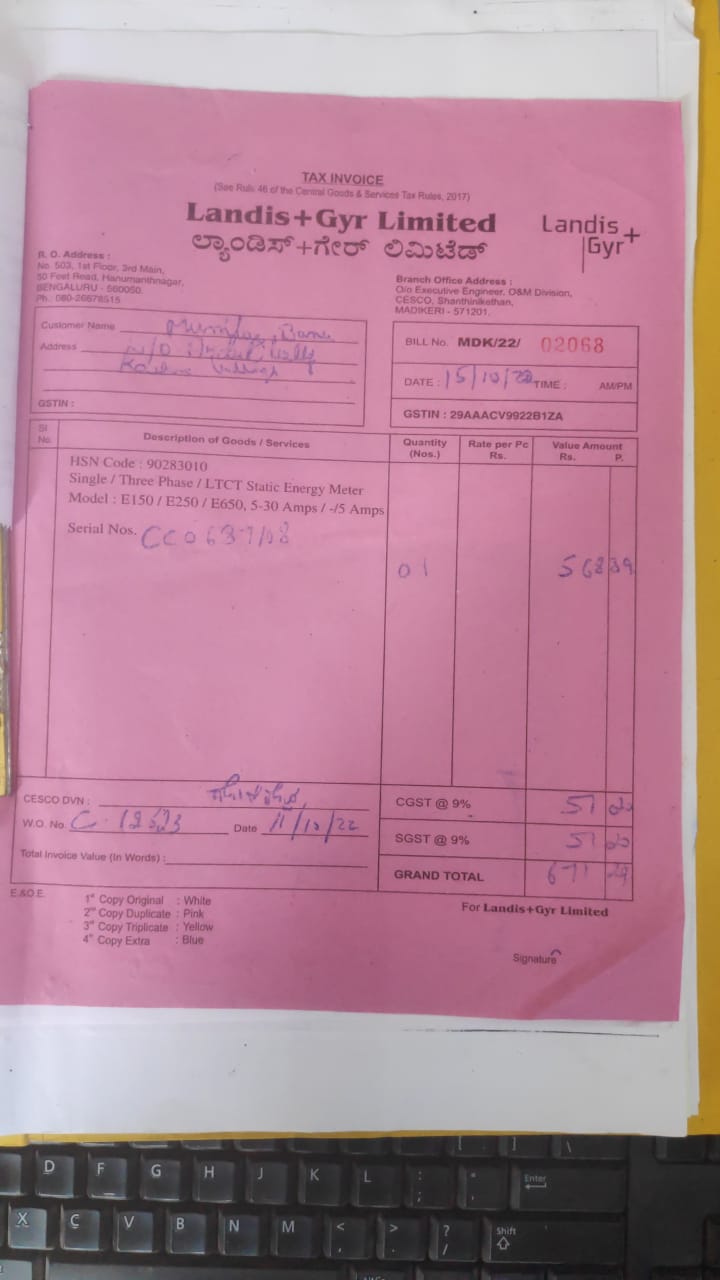 TAX INVOICE
(See Rule 46 of the Central Goods & Services Tax Rules, 2017)
Landis+Gyr Limited
ಲ್ಯಾಂಡಿಸ್+ಗೇರ್ ಲಿಮಿಟೆಡ್
Landis
Gyr+
R. O. Address :
No. 503, 1st Floor, 3rd Main,
50 Feet Road, Hanumanthnagar,
BENGALURU - 560050.
Ph.: 080-26678515
Branch Office Address :
O/o Executive Engineer, O&M Division,
CESCO, Shanthinikethan,
MADIKERI - 571201.
Customer Name
Address W/O
GSTIN :
BILL No. MDK/22/ 02068
DATE : 15/10/22 TIME : AM/PM
GSTIN : 29AAACV9922B1ZA
Sl No. Description of Goods / Services Quantity (Nos.) Rate per Pc Rs. Value Amount Rs. P.
HSN Code : 90283010
Single / Three Phase / LTCT Static Energy Meter
Model : E150 / E250 / E650, 5-30 Amps / -/5 Amps
Serial Nos.
01 568 89
CESCO DVN :
W.O. No. Date 11/10/22
Total Invoice Value (In Words) :
CGST @ 9% 51 20
SGST @ 9% 51 20
GRAND TOTAL 671 29
E.&O.E.
1st Copy Original : White
2nd Copy Duplicate : Pink
3rd Copy Triplicate : Yellow
4th Copy Extra : Blue
For Landis+Gyr Limited
Signature
D F G H J K L : ; " Enter
X C V B N M < , > . ? / Shift